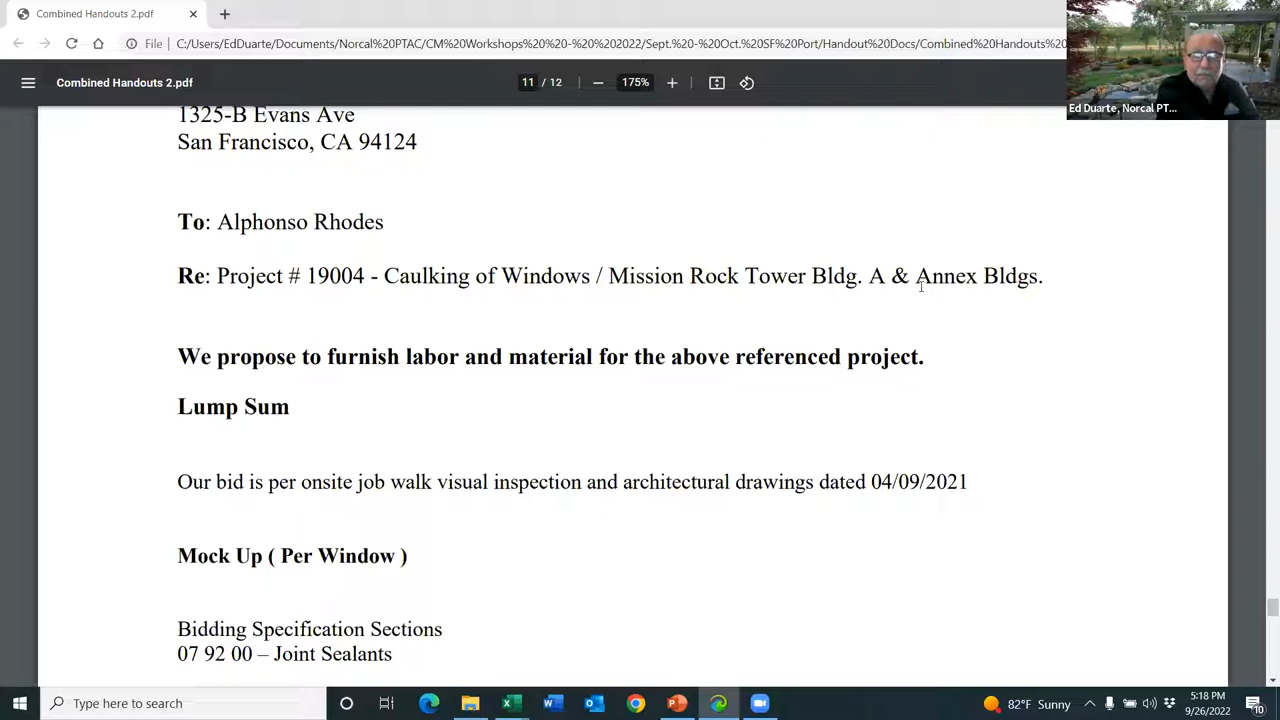 Combined Handouts 2.pdf
File
C:/Users/EdDuarte/Documents/Norcal%20PTAC/CM%20Workshops%20%20-%20%202022/Sept.%20-%20Oct.%20SF%20Port/Handout%20Docs/Combined%20Handouts%20
Combined Handouts 2.pdf
11 / 12
175%
Ed Duarte, Norcal PT...
1325-B Evans Ave
San Francisco, CA 94124
To: Alphonso Rhodes
Re: Project # 19004 - Caulking of Windows / Mission Rock Tower Bldg. A & Annex Bldgs.
We propose to furnish labor and material for the above referenced project.
Lump Sum
Our bid is per onsite job walk visual inspection and architectural drawings dated 04/09/2021
Mock Up ( Per Window )
Bidding Specification Sections
07 92 00 – Joint Sealants
Type here to search
82°F Sunny
5:18 PM
9/26/2022
10